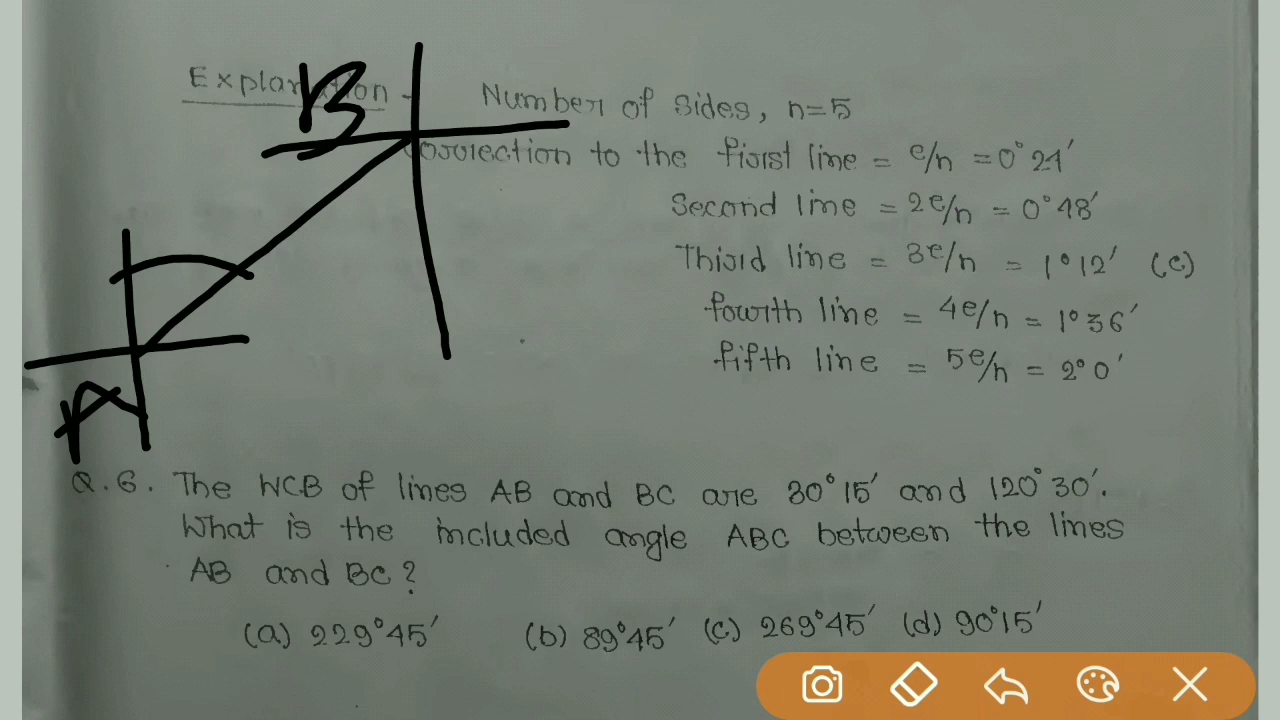 Explanation - Number of sides, n=5
Correction to the first line = e/n = 0°24'
Second line = 2e/n = 0°48'
Third line = 3e/n = 1°12' (c)
fourth line = 4e/n = 1°36'
fifth line = 5e/n = 2°0'
B
A
Q.6. The WCB of lines AB and BC are 30°15' and 120°30'.
What is the included angle ABC between the lines
AB and BC?
(a) 229°45' (b) 89°45' (c) 269°45' (d) 90°15'